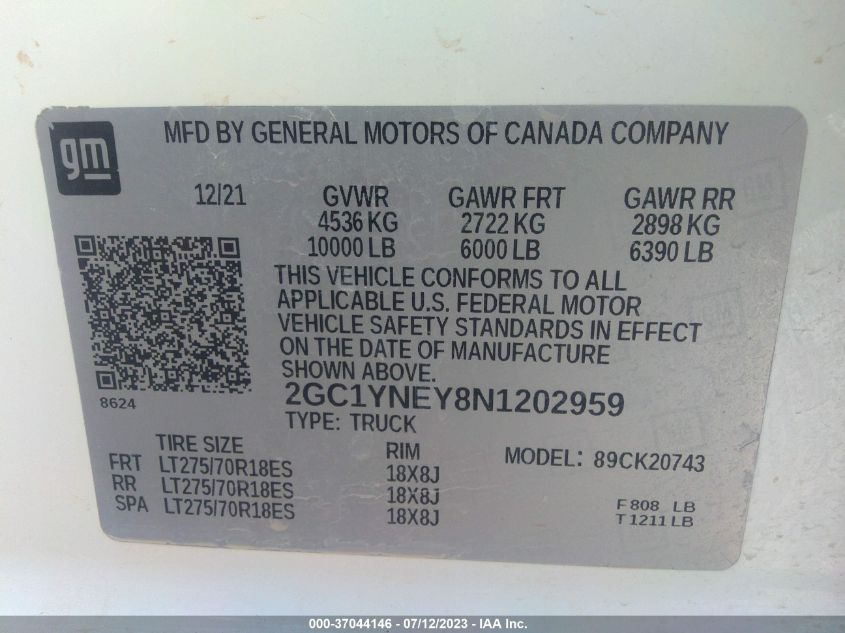 gm
MFD BY GENERAL MOTORS OF CANADA COMPANY
12/21 GVWR GAWR FRT GAWR RR
4536 KG 2722 KG 2898 KG
10000 LB 6000 LB 6390 LB
THIS VEHICLE CONFORMS TO ALL
APPLICABLE U.S. FEDERAL MOTOR
VEHICLE SAFETY STANDARDS IN EFFECT
ON THE DATE OF MANUFACTURE
SHOWN ABOVE.
8624
2GC1YNEY8N1202959
TYPE: TRUCK
TIRE SIZE RIM MODEL: 89CK20743
FRT LT275/70R18ES 18X8J
RR LT275/70R18ES 18X8J
SPA LT275/70R18ES 18X8J
F 808 LB
T 1211 LB
000-37044146 - 07/12/2023 - IAA Inc.